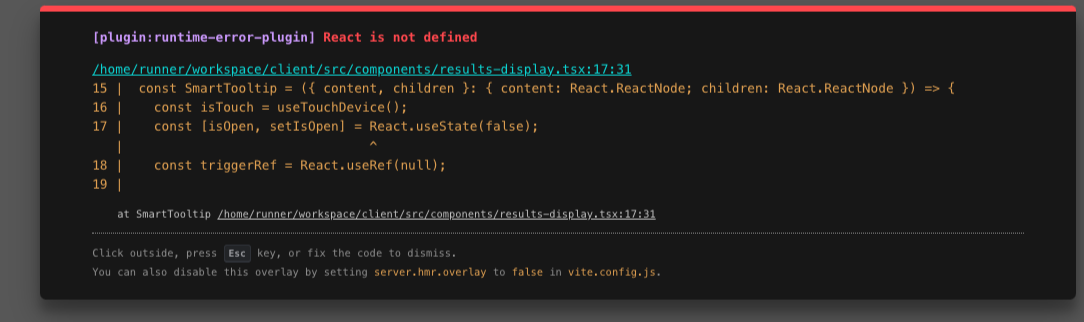 [plugin:runtime-error-plugin] React is not defined
/home/runner/workspace/client/src/components/results-display.tsx:17:31
15 |  const SmartTooltip = ({ content, children }: { content: React.ReactNode; children: React.ReactNode }) => {
16 |    const isTouch = useTouchDevice();
17 |    const [isOpen, setIsOpen] = React.useState(false);
   |                                ^
18 |    const triggerRef = React.useRef(null);
19 |
at SmartTooltip /home/runner/workspace/client/src/components/results-display.tsx:17:31
Click outside, press Esc key, or fix the code to dismiss.
You can also disable this overlay by setting server.hmr.overlay to false in vite.config.js.